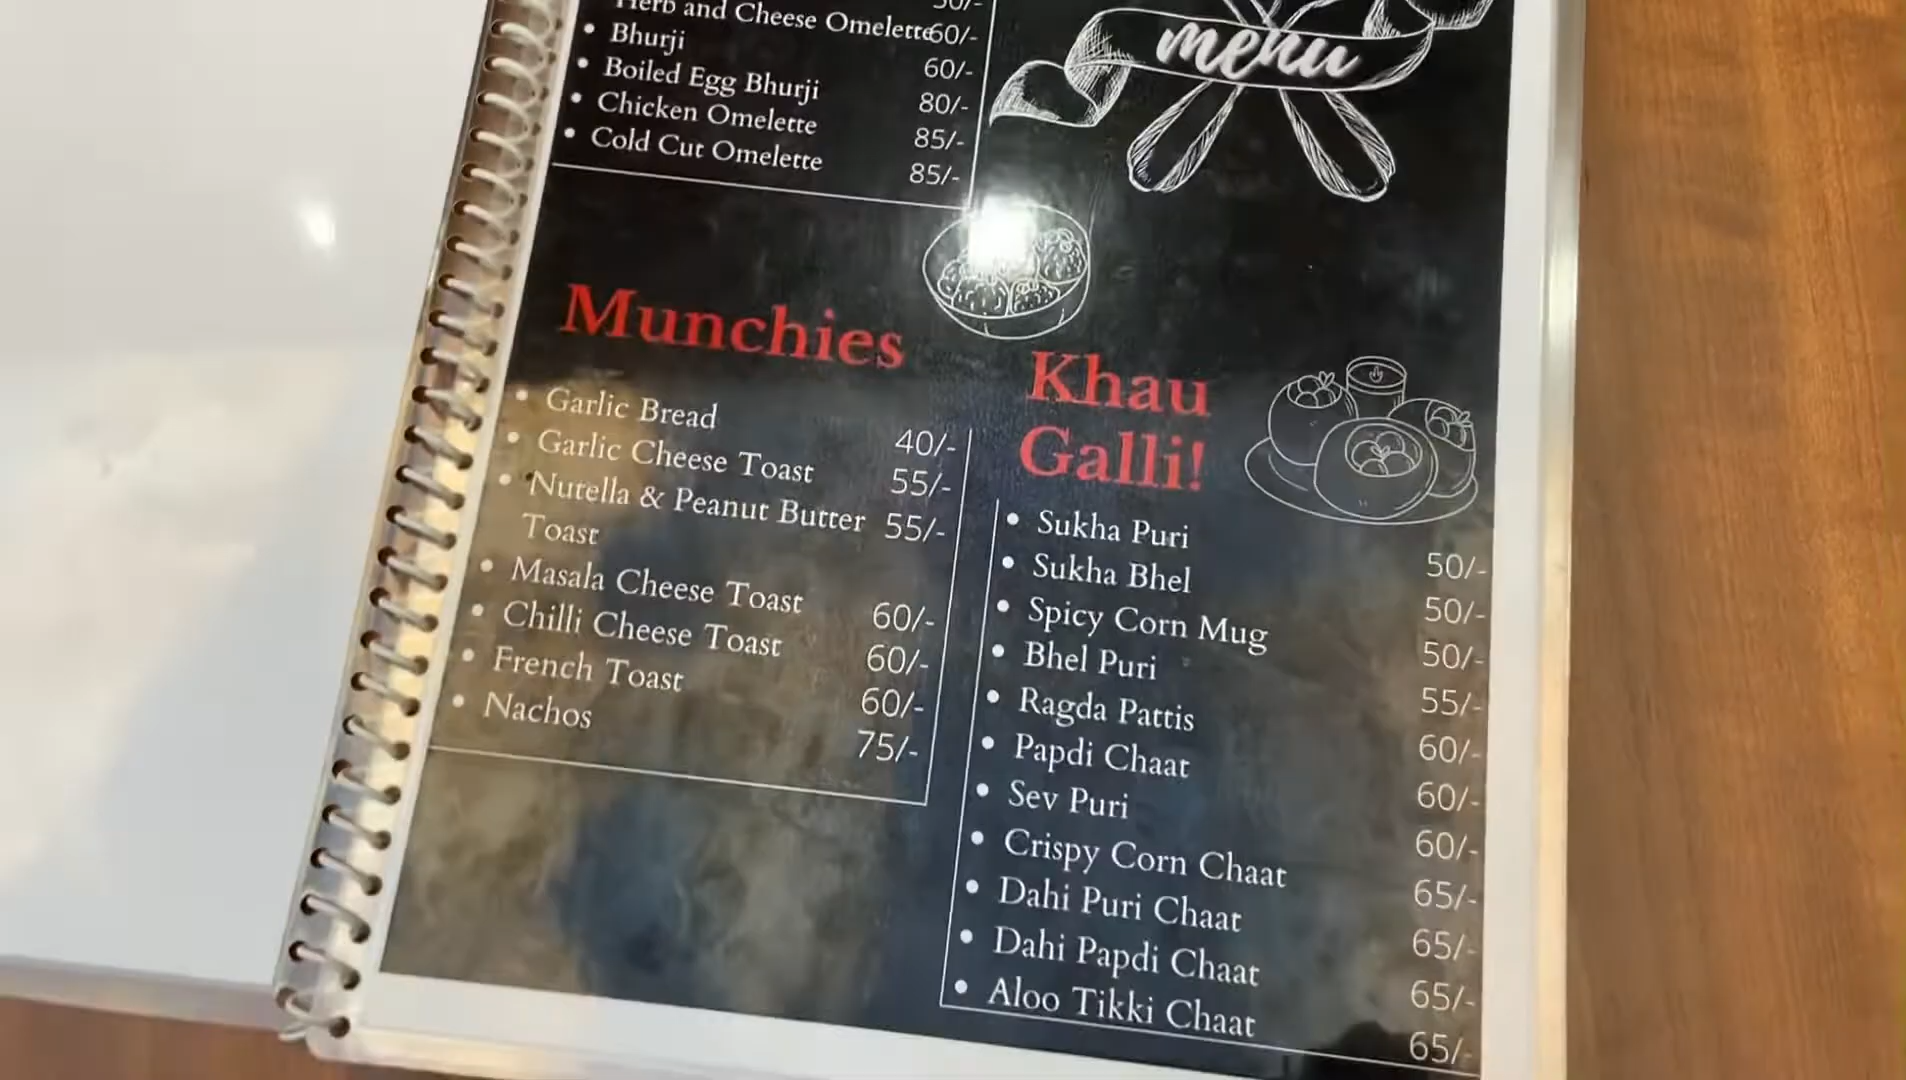 50/-
Herb and Cheese Omelette 60/-
Bhurji 60/-
Boiled Egg Bhurji 80/-
Chicken Omelette 85/-
Cold Cut Omelette 85/-
menu
Munchies
Garlic Bread 40/-
Garlic Cheese Toast 55/-
Nutella & Peanut Butter 55/-
Toast
Masala Cheese Toast 60/-
Chilli Cheese Toast 60/-
French Toast 60/-
Nachos 75/-
Khau
Galli!
Sukha Puri 50/-
Sukha Bhel 50/-
Spicy Corn Mug 50/-
Bhel Puri 55/-
Ragda Pattis 60/-
Papdi Chaat 60/-
Sev Puri 60/-
Crispy Corn Chaat 65/-
Dahi Puri Chaat 65/-
Dahi Papdi Chaat 65/-
Aloo Tikki Chaat 65/-